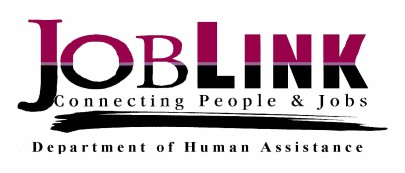 JOBLINK
Connecting People & Jobs
Department of Human Assistance